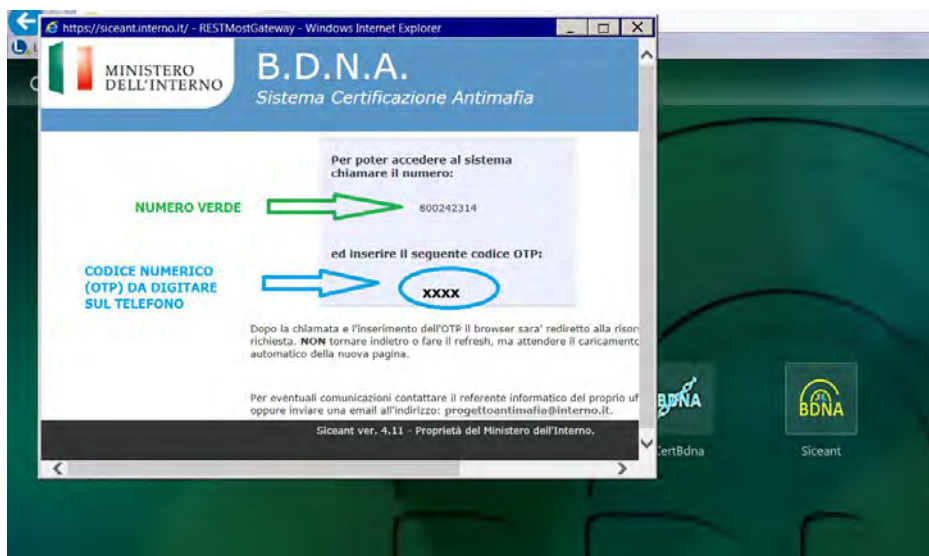 https://siceant.interno.it/ - RESTMostGateway - Windows Internet Explorer
MINISTERO
DELL'INTERNO
B.D.N.A.
Sistema Certificazione Antimafia
Per poter accedere al sistema
chiamare il numero:
NUMERO VERDE
800242314
ed inserire il seguente codice OTP:
CODICE NUMERICO
(OTP) DA DIGITARE
SUL TELEFONO
XXXX
Dopo la chiamata e l'inserimento dell'OTP il browser sara' rediretto alla risor
richiesta. NON tornare indietro o fare il refresh, ma attendere il caricamento
automatico della nuova pagina.
Per eventuali comunicazioni contattare il referente informatico del proprio uf
oppure inviare una email all'indirizzo: progettoantimafia@interno.it.
Siceant ver. 4.11 - Proprietà del Ministero dell'Interno.
BDNA
BDNA
CertBdna
Siceant